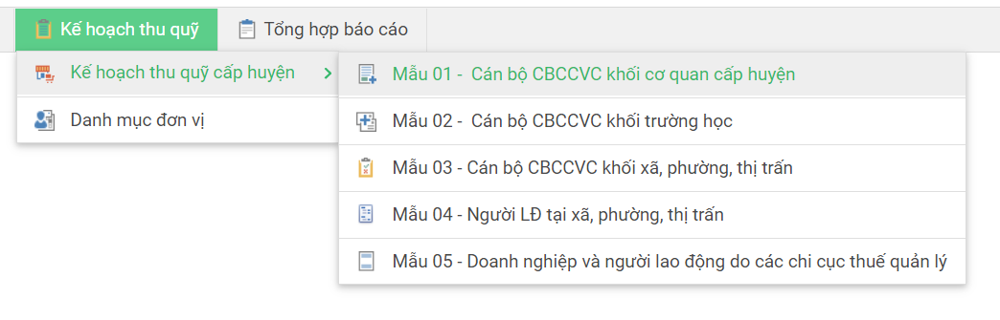 Kế hoạch thu quỹ
Tổng hợp báo cáo
Kế hoạch thu quỹ cấp huyện
Danh mục đơn vị
Mẫu 01 - Cán bộ CBCCVC khối cơ quan cấp huyện
Mẫu 02 - Cán bộ CBCCVC khối trường học
Mẫu 03 - Cán bộ CBCCVC khối xã, phường, thị trấn
Mẫu 04 - Người LĐ tại xã, phường, thị trấn
Mẫu 05 - Doanh nghiệp và người lao động do các chi cục thuế quản lý